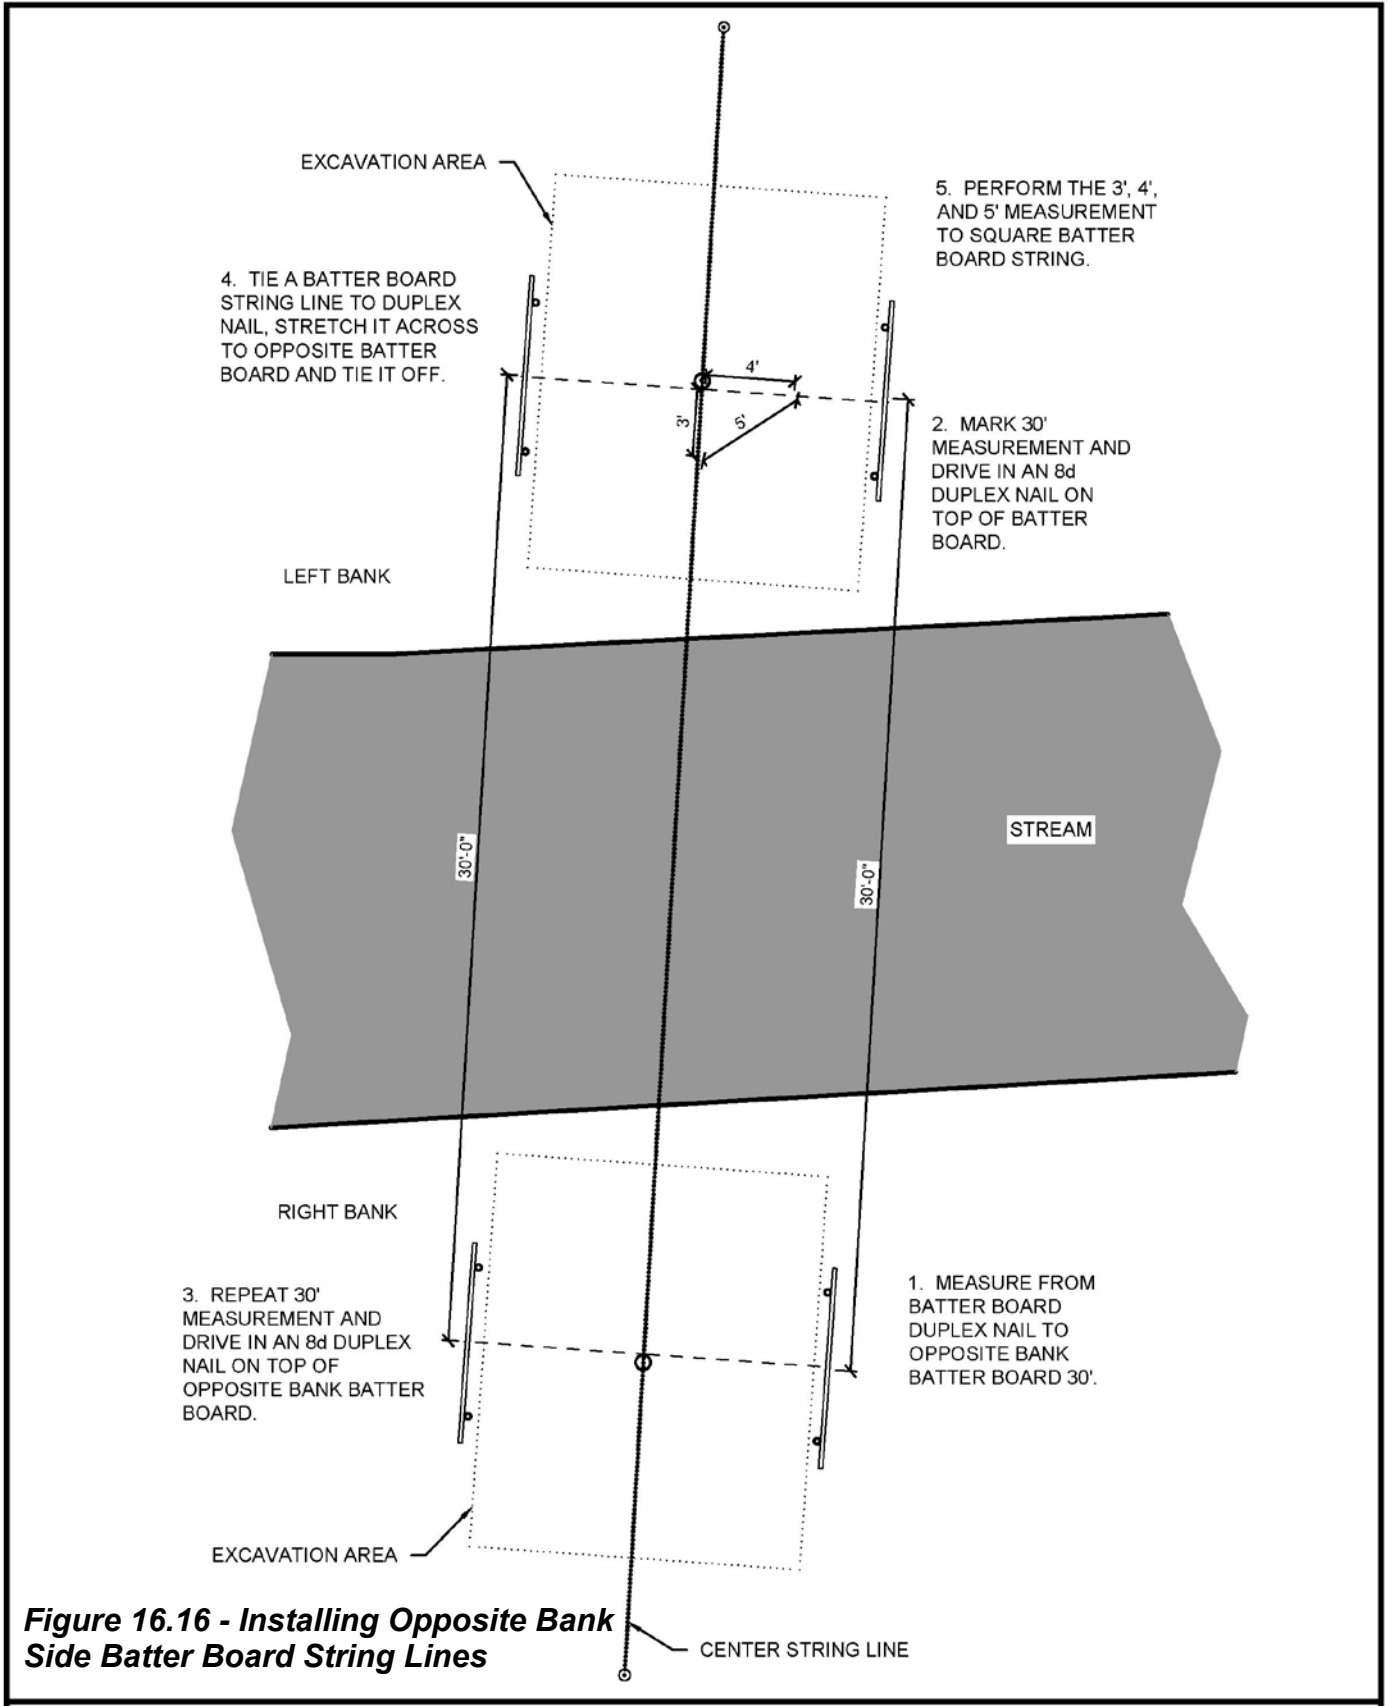 EXCAVATION AREA
5. PERFORM THE 3', 4',
AND 5' MEASUREMENT
TO SQUARE BATTER
BOARD STRING.
4. TIE A BATTER BOARD
STRING LINE TO DUPLEX
NAIL, STRETCH IT ACROSS
TO OPPOSITE BATTER
BOARD AND TIE IT OFF.
4'
3'
5'
2. MARK 30'
MEASUREMENT AND
DRIVE IN AN 8d
DUPLEX NAIL ON
TOP OF BATTER
BOARD.
LEFT BANK
STREAM
30'-0"
30'-0"
RIGHT BANK
3. REPEAT 30'
MEASUREMENT AND
DRIVE IN AN 8d DUPLEX
NAIL ON TOP OF
OPPOSITE BANK BATTER
BOARD.
1. MEASURE FROM
BATTER BOARD
DUPLEX NAIL TO
OPPOSITE BANK
BATTER BOARD 30'.
EXCAVATION AREA
Figure 16.16 - Installing Opposite Bank
Side Batter Board String Lines
CENTER STRING LINE